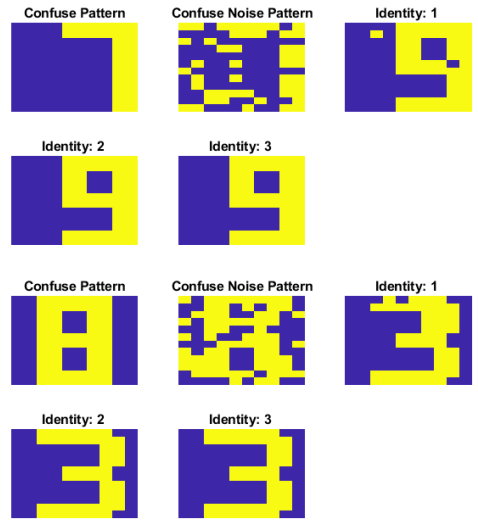 Confuse Pattern
Confuse Noise Pattern
Identity: 1
Identity: 2
Identity: 3
Confuse Pattern
Confuse Noise Pattern
Identity: 1
Identity: 2
Identity: 3